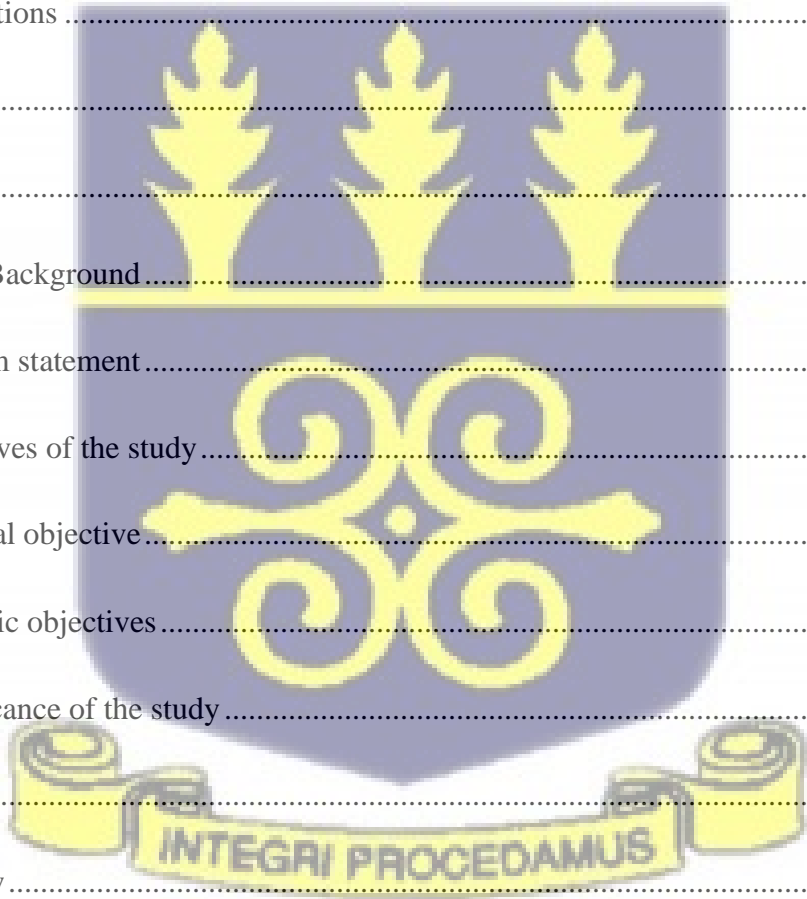 tions ..........................................................................................
..........................................................................................
..........................................................................................
Background ..........................................................................................
n statement ..........................................................................................
ves of the study ..........................................................................................
al objective ..........................................................................................
ic objectives ..........................................................................................
cance of the study ..........................................................................................
..........................................................................................
INTEGRI PROCEDAMUS
y ..........................................................................................